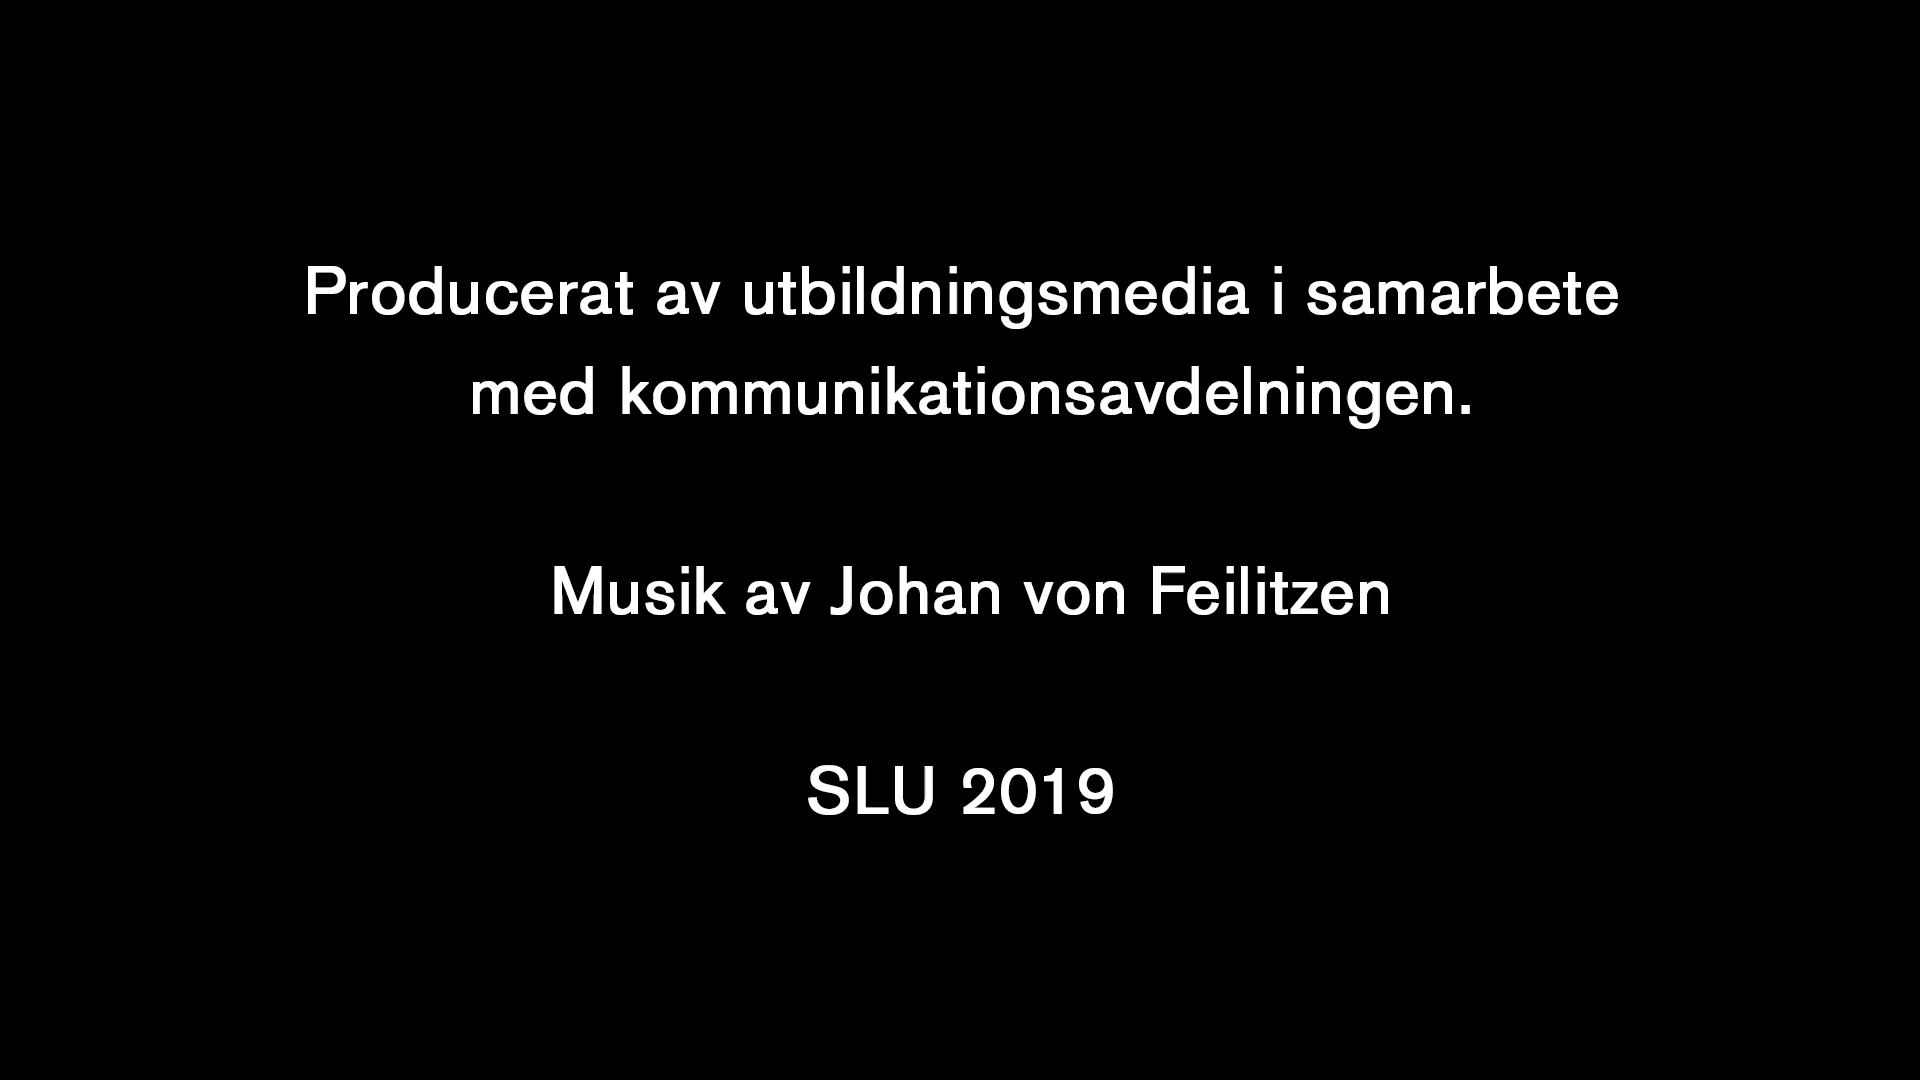 Producerat av utbildningsmedia i samarbete
med kommunikationsavdelningen.
Musik av Johan von Feilitzen
SLU 2019